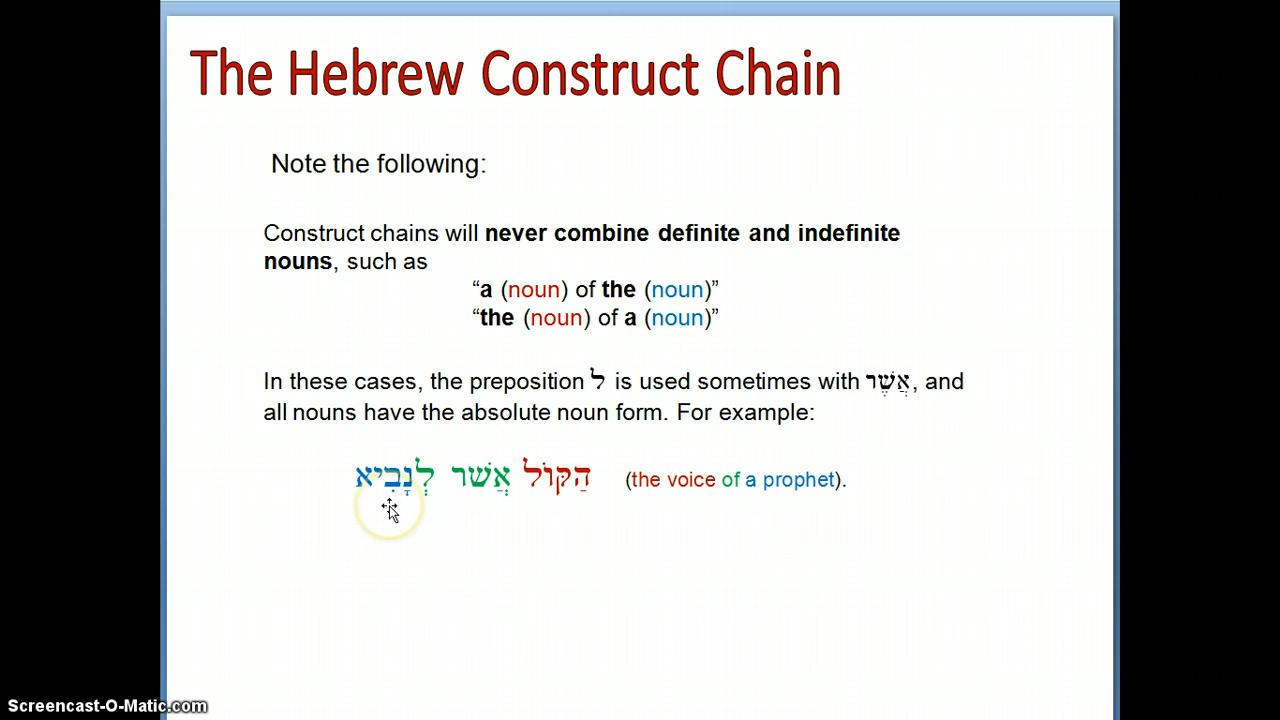 The Hebrew Construct Chain
Note the following:
Construct chains will never combine definite and indefinite
nouns, such as
“a (noun) of the (noun)”
“the (noun) of a (noun)”
In these cases, the preposition ל is used sometimes with אֲשֶׁר, and
all nouns have the absolute noun form. For example:
הַקּוֹל אֲשׁר לְנָבִיא (the voice of a prophet).
Screencast-O-Matic.com